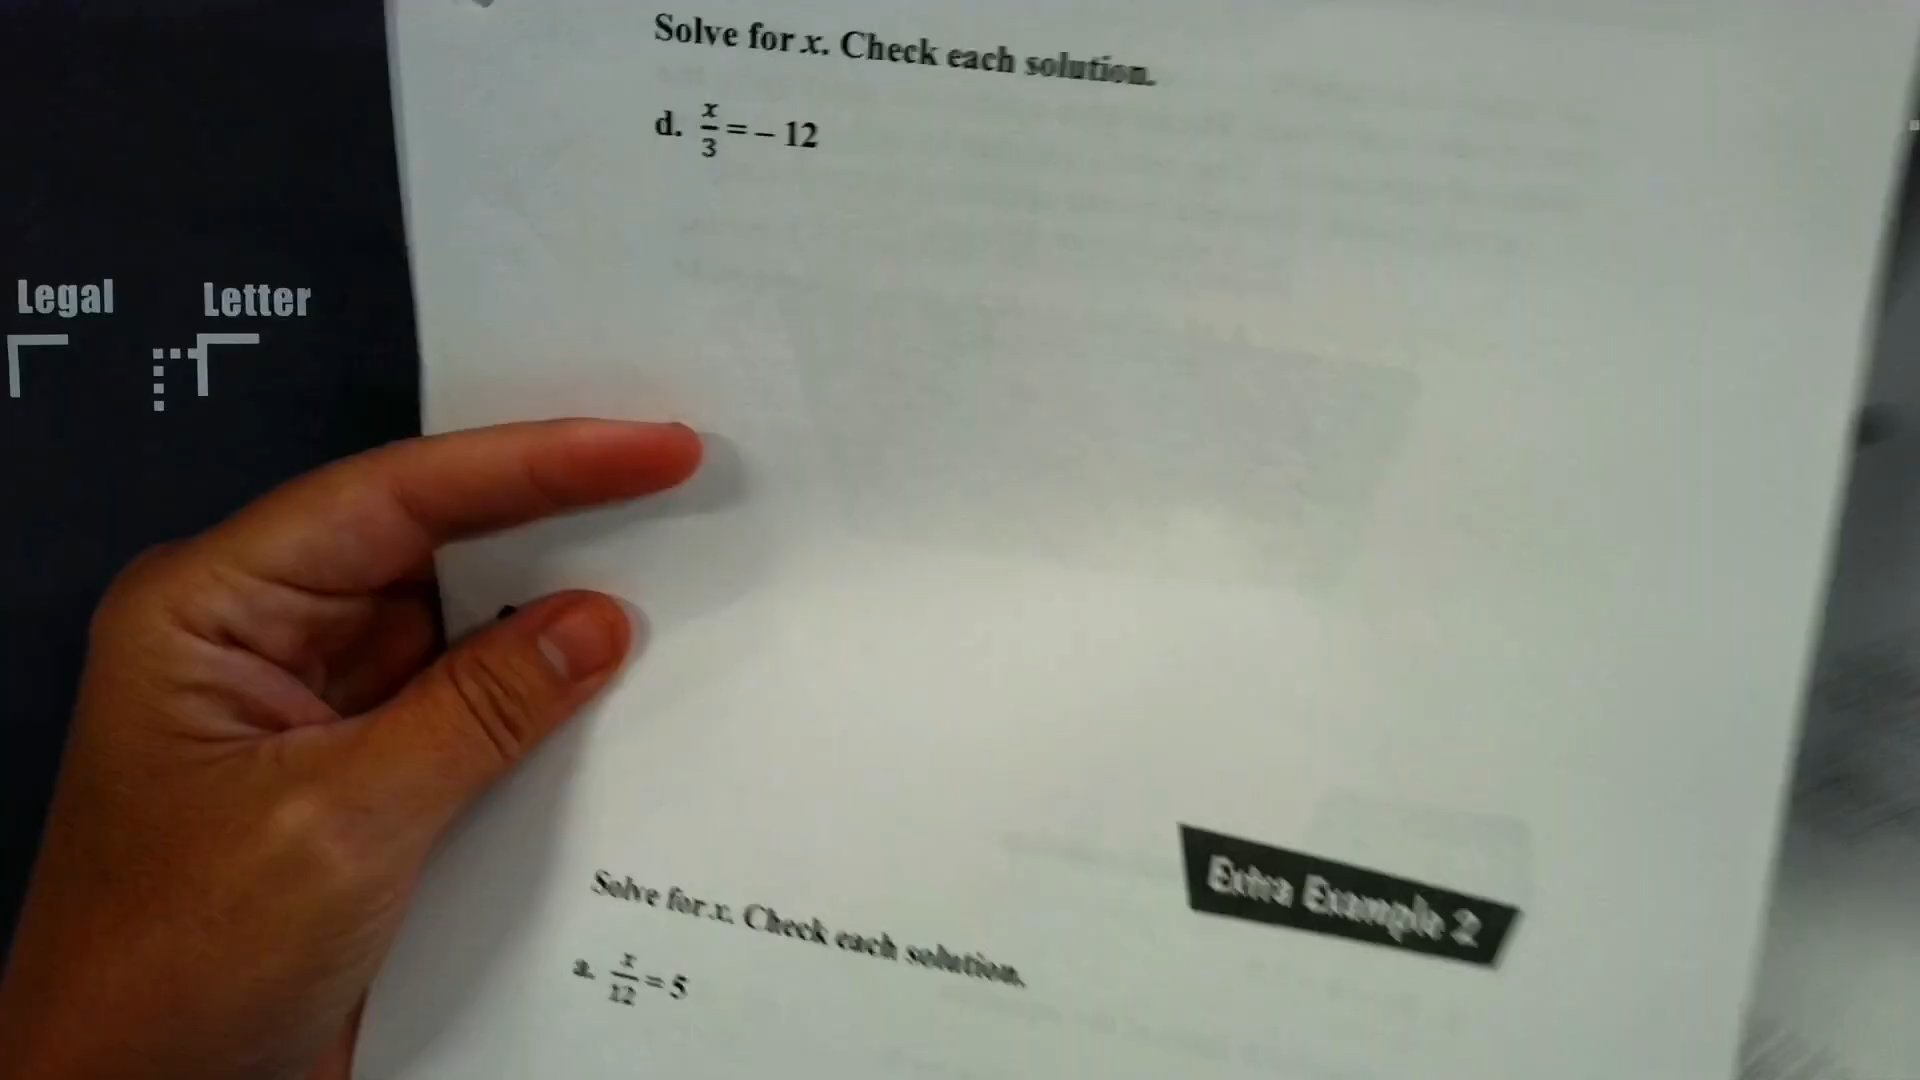 Solve for x. Check each solution.
d. x/3 = – 12
Legal
Letter
Extra Example 2
Solve for x. Check each solution.
a. x/12 = 5